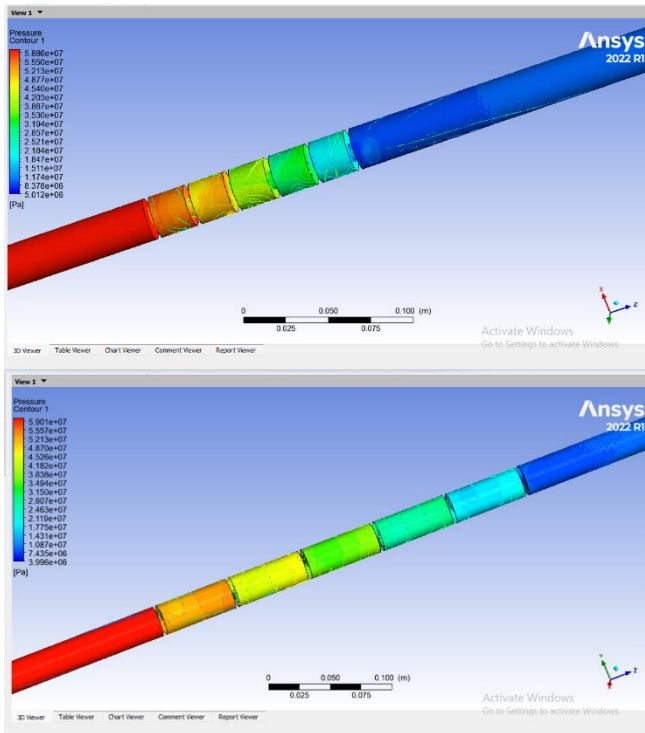 View 1
Ansys
2022 R1
Pressure
Contour 1
5.886e+07
5.550e+07
5.213e+07
4.877e+07
4.540e+07
4.203e+07
3.867e+07
3.530e+07
3.194e+07
2.857e+07
2.521e+07
2.184e+07
1.847e+07
1.511e+07
1.174e+07
8.378e+06
5.012e+06
[Pa]
0 0.050 0.100 (m)
0.025 0.075
X
Z
Y
Activate Windows
Go to Settings to activate Windows.
3D Viewer Table Viewer Chart Viewer Comment Viewer Report Viewer
View 1
Ansys
2022 R1
Pressure
Contour 1
5.901e+07
5.557e+07
5.213e+07
4.870e+07
4.526e+07
4.182e+07
3.838e+07
3.494e+07
3.150e+07
2.807e+07
2.463e+07
2.119e+07
1.775e+07
1.431e+07
1.087e+07
7.435e+06
3.996e+06
[Pa]
0 0.050 0.100 (m)
0.025 0.075
Y
Z
X
Activate Windows
Go to Settings to activate Windows.
3D Viewer Table Viewer Chart Viewer Comment Viewer Report Viewer